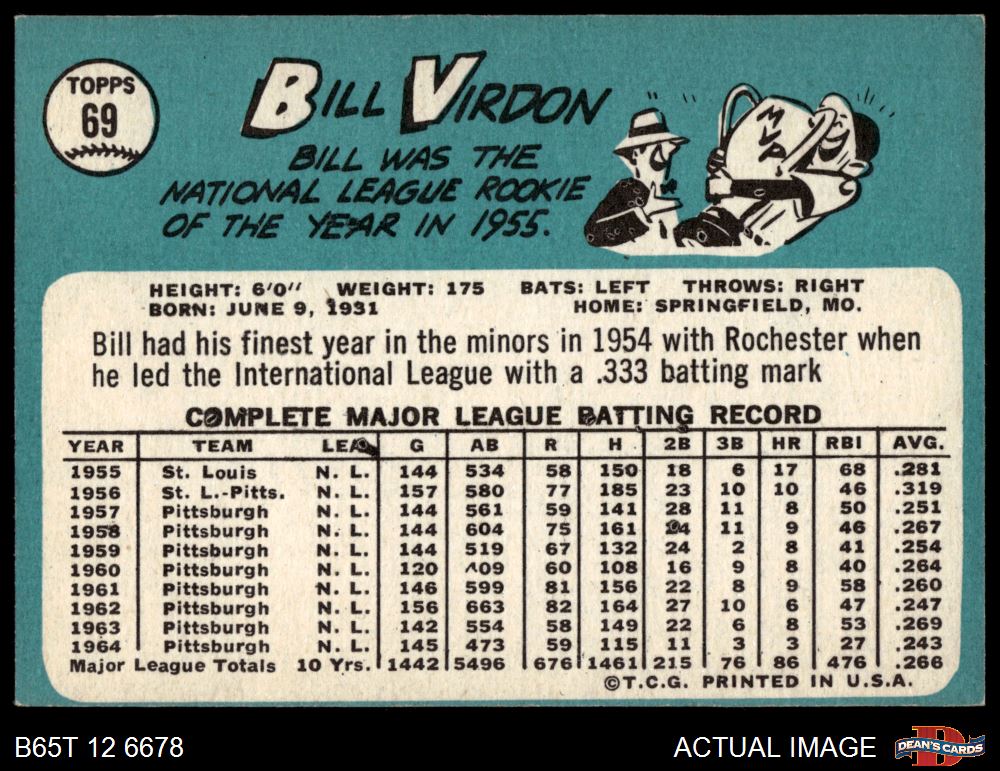 TOPPS
69
BILL VIRDON
BILL WAS THE
NATIONAL LEAGUE ROOKIE
OF THE YEAR IN 1955.
MVP
HEIGHT: 6'0" WEIGHT: 175 BATS: LEFT THROWS: RIGHT
BORN: JUNE 9, 1931 HOME: SPRINGFIELD, MO.
Bill had his finest year in the minors in 1954 with Rochester when
he led the International League with a .333 batting mark
COMPLETE MAJOR LEAGUE BATTING RECORD
YEAR TEAM LEA. G AB R H 2B 3B HR RBI AVG.
1955 St. Louis N. L. 144 534 58 150 18 6 17 68 .281
1956 St. L.-Pitts. N. L. 157 580 77 185 23 10 10 46 .319
1957 Pittsburgh N. L. 144 561 59 141 28 11 8 50 .251
1958 Pittsburgh N. L. 144 604 75 161 24 11 9 46 .267
1959 Pittsburgh N. L. 144 519 67 132 24 2 8 41 .254
1960 Pittsburgh N. L. 120 409 60 108 16 9 8 40 .264
1961 Pittsburgh N. L. 146 599 81 156 22 8 9 58 .260
1962 Pittsburgh N. L. 156 663 82 164 27 10 6 47 .247
1963 Pittsburgh N. L. 142 554 58 149 22 6 8 53 .269
1964 Pittsburgh N. L. 145 473 59 115 11 3 3 27 .243
Major League Totals 10 Yrs. 1442 5496 676 1461 215 76 86 476 .266
©T.C.G. PRINTED IN U.S.A.
B65T 12 6678 ACTUAL IMAGE DEAN'S CARDS